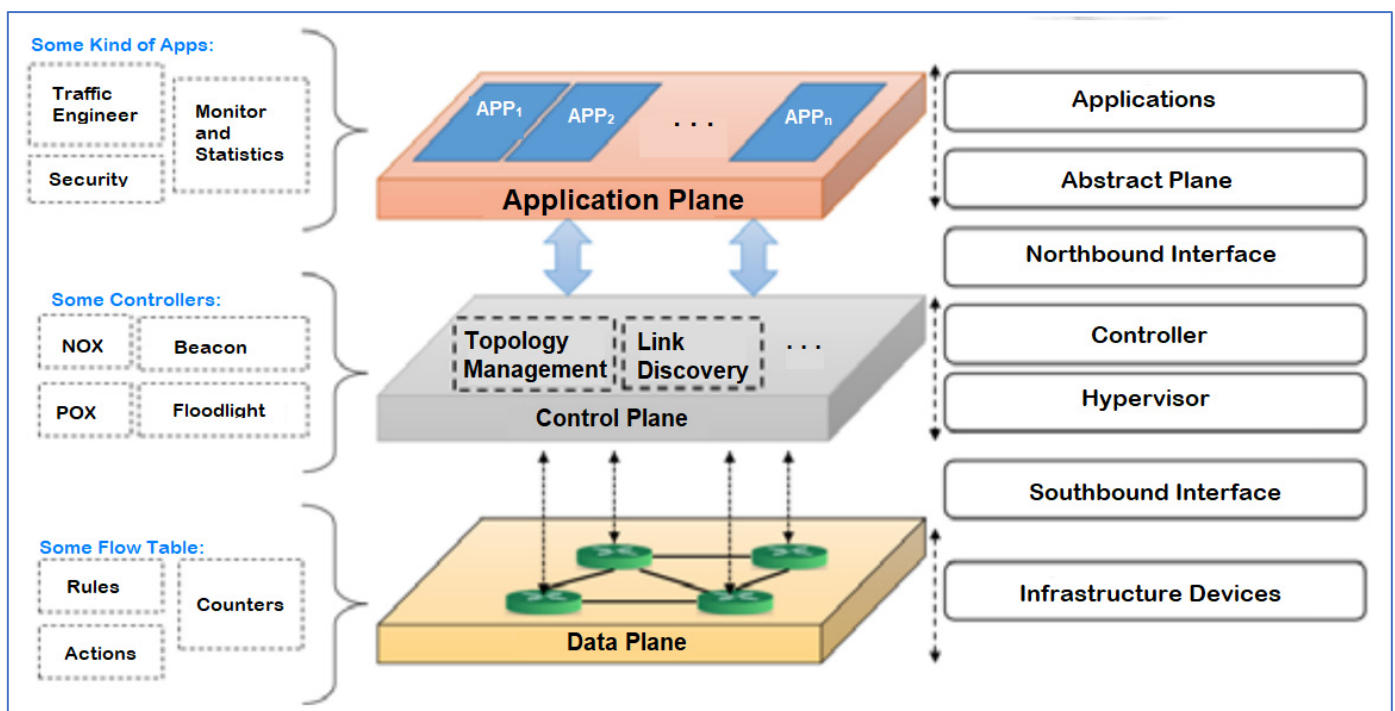 Some Kind of Apps:
Traffic
Engineer
Monitor
and
Statistics
Security
APP1
APP2
. . .
APPn
Application Plane
Applications
Abstract Plane
Northbound Interface
Some Controllers:
NOX
Beacon
POX
Floodlight
Topology
Management
Link
Discovery
. . .
Control Plane
Controller
Hypervisor
Southbound Interface
Some Flow Table:
Rules
Counters
Actions
Data Plane
Infrastructure Devices